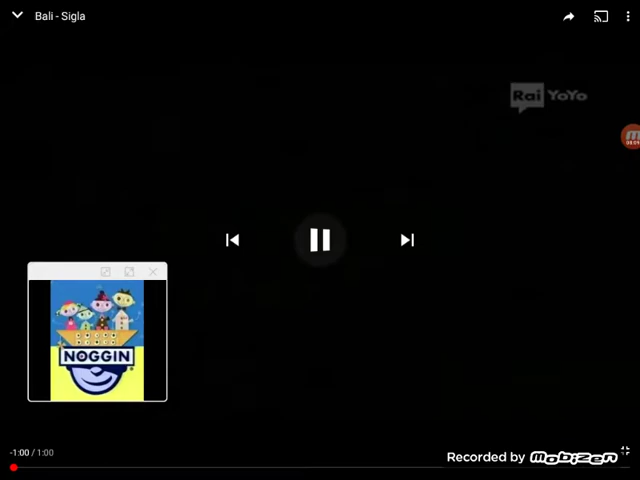 Bali - Sigla
Rai YoYo
NOGGIN
-1:00 / 1:00
Recorded by mobizen